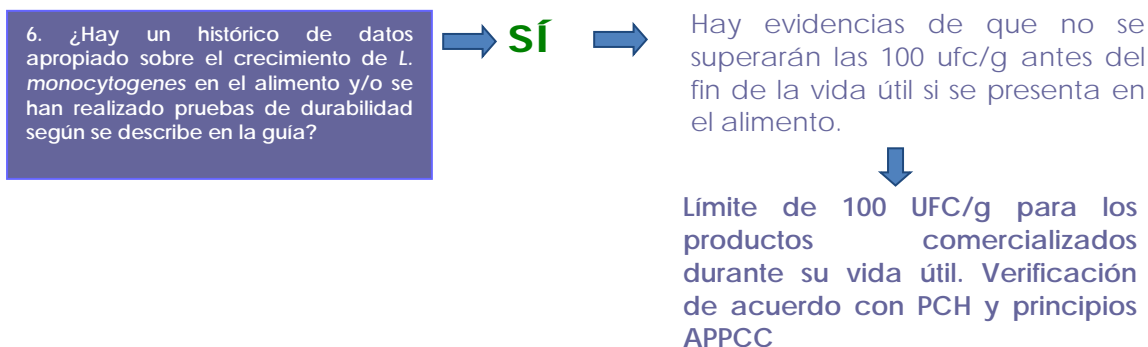 6. ¿Hay un histórico de datos
apropiado sobre el crecimiento de L.
monocytogenes en el alimento y/o se
han realizado pruebas de durabilidad
según se describe en la guía?
SÍ
Hay evidencias de que no se
superarán las 100 ufc/g antes del
fin de la vida útil si se presenta en
el alimento.
Límite de 100 UFC/g para los
productos comercializados
durante su vida útil. Verificación
de acuerdo con PCH y principios
APPCC